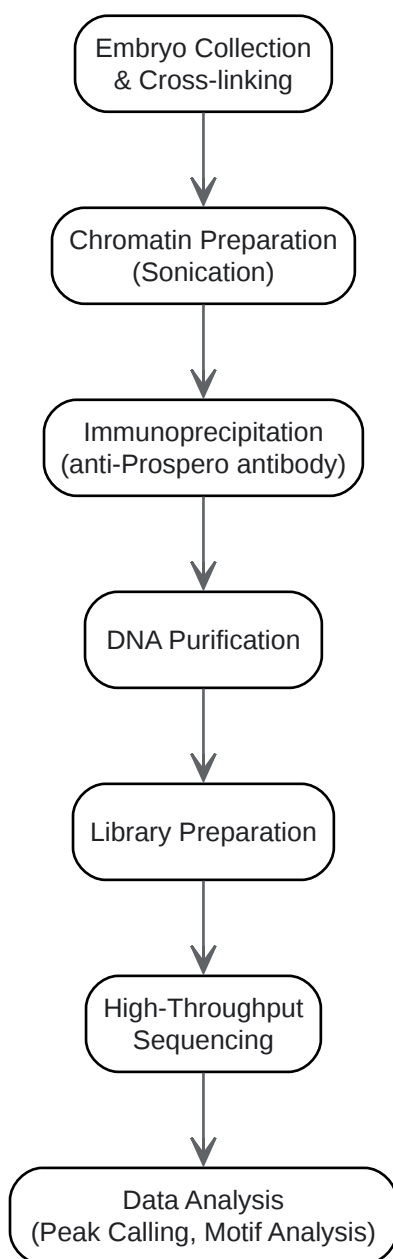 Embryo Collection
& Cross-linking
Chromatin Preparation
(Sonication)
Immunoprecipitation
(anti-Prospero antibody)
DNA Purification
Library Preparation
High-Throughput
Sequencing
Data Analysis
(Peak Calling, Motif Analysis)